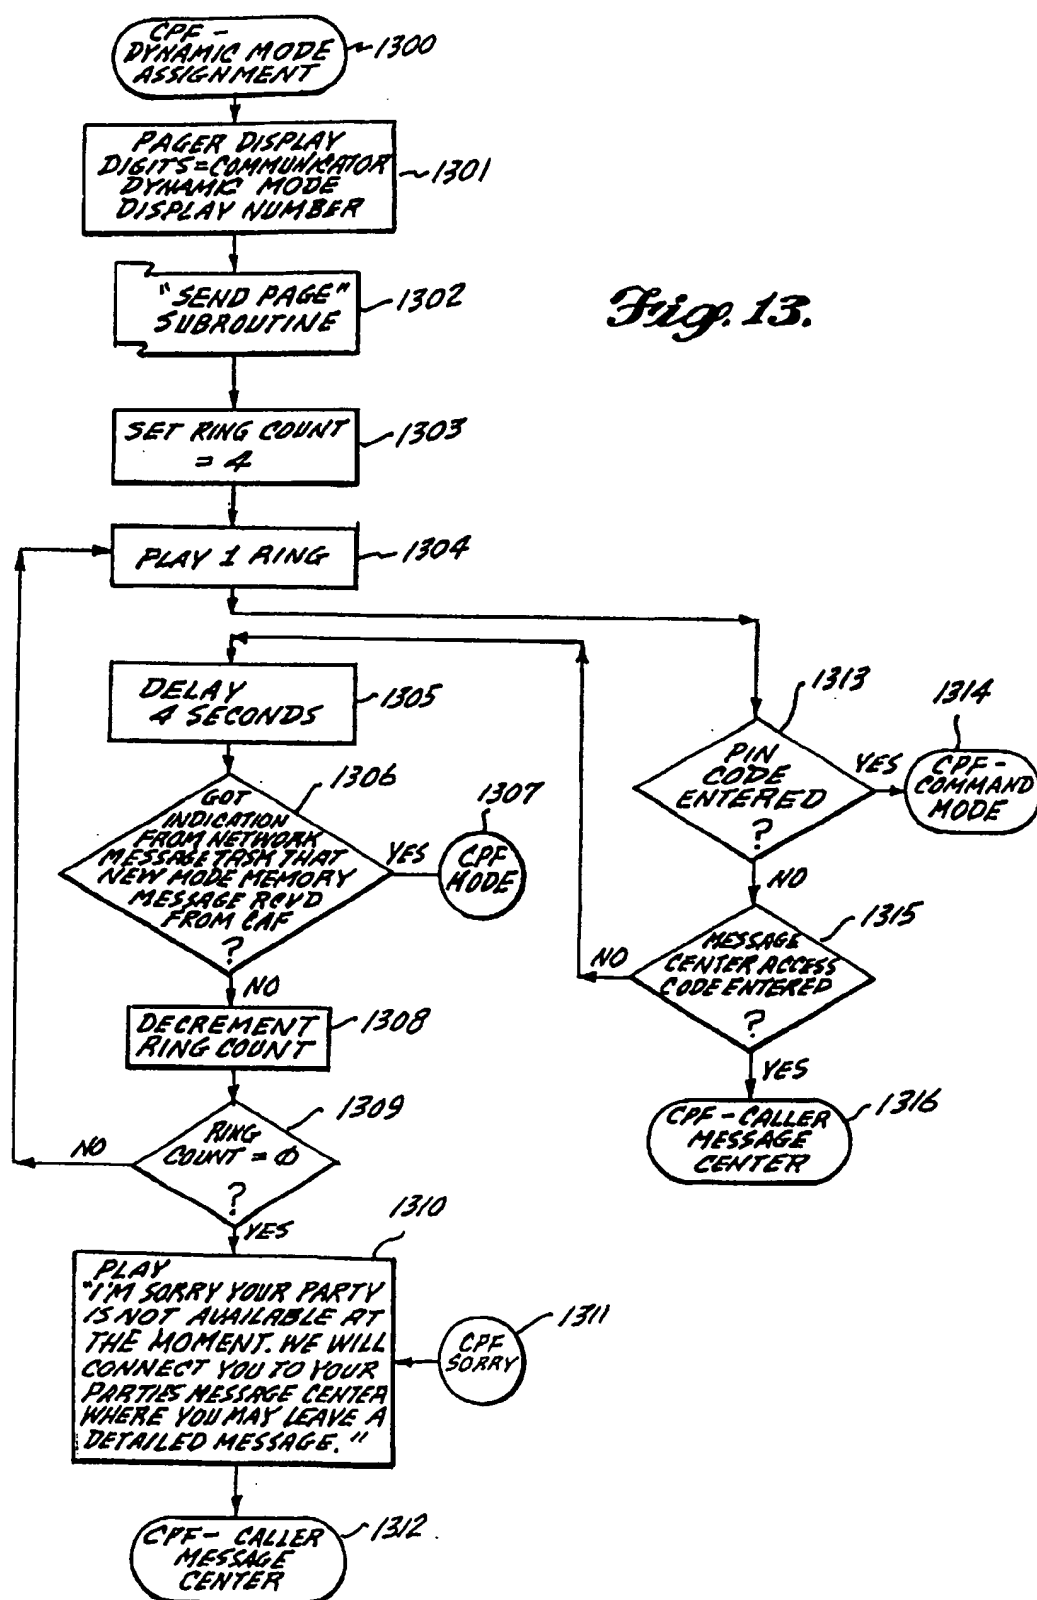 CPF -
DYNAMIC MODE
ASSIGNMENT
1300
PAGER DISPLAY
DIGITS = COMMUNICATOR
DYNAMIC MODE
DISPLAY NUMBER
1301
"SEND PAGE"
SUBROUTINE
1302
Fig. 13.
SET RING COUNT
= 4
1303
PLAY 1 RING
1304
DELAY
4 SECONDS
1305
GOT
INDICATION
FROM NETWORK
MESSAGE TASK THAT
NEW MODE MEMORY
MESSAGE RCVD
FROM CAF
?
1306
YES
CPF
MODE
1307
NO
DECREMENT
RING COUNT
1308
RING
COUNT = Φ
?
1309
NO
YES
PLAY
"I'M SORRY YOUR PARTY
IS NOT AVAILABLE AT
THE MOMENT. WE WILL
CONNECT YOU TO YOUR
PARTIES MESSAGE CENTER
WHERE YOU MAY LEAVE A
DETAILED MESSAGE."
1310
CPF
SORRY
1311
CPF - CALLER
MESSAGE
CENTER
1312
PIN
CODE
ENTERED
?
1313
YES
CPF -
COMMAND
MODE
1314
NO
MESSAGE
CENTER ACCESS
CODE ENTERED
?
1315
NO
YES
CPF - CALLER
MESSAGE
CENTER
1316